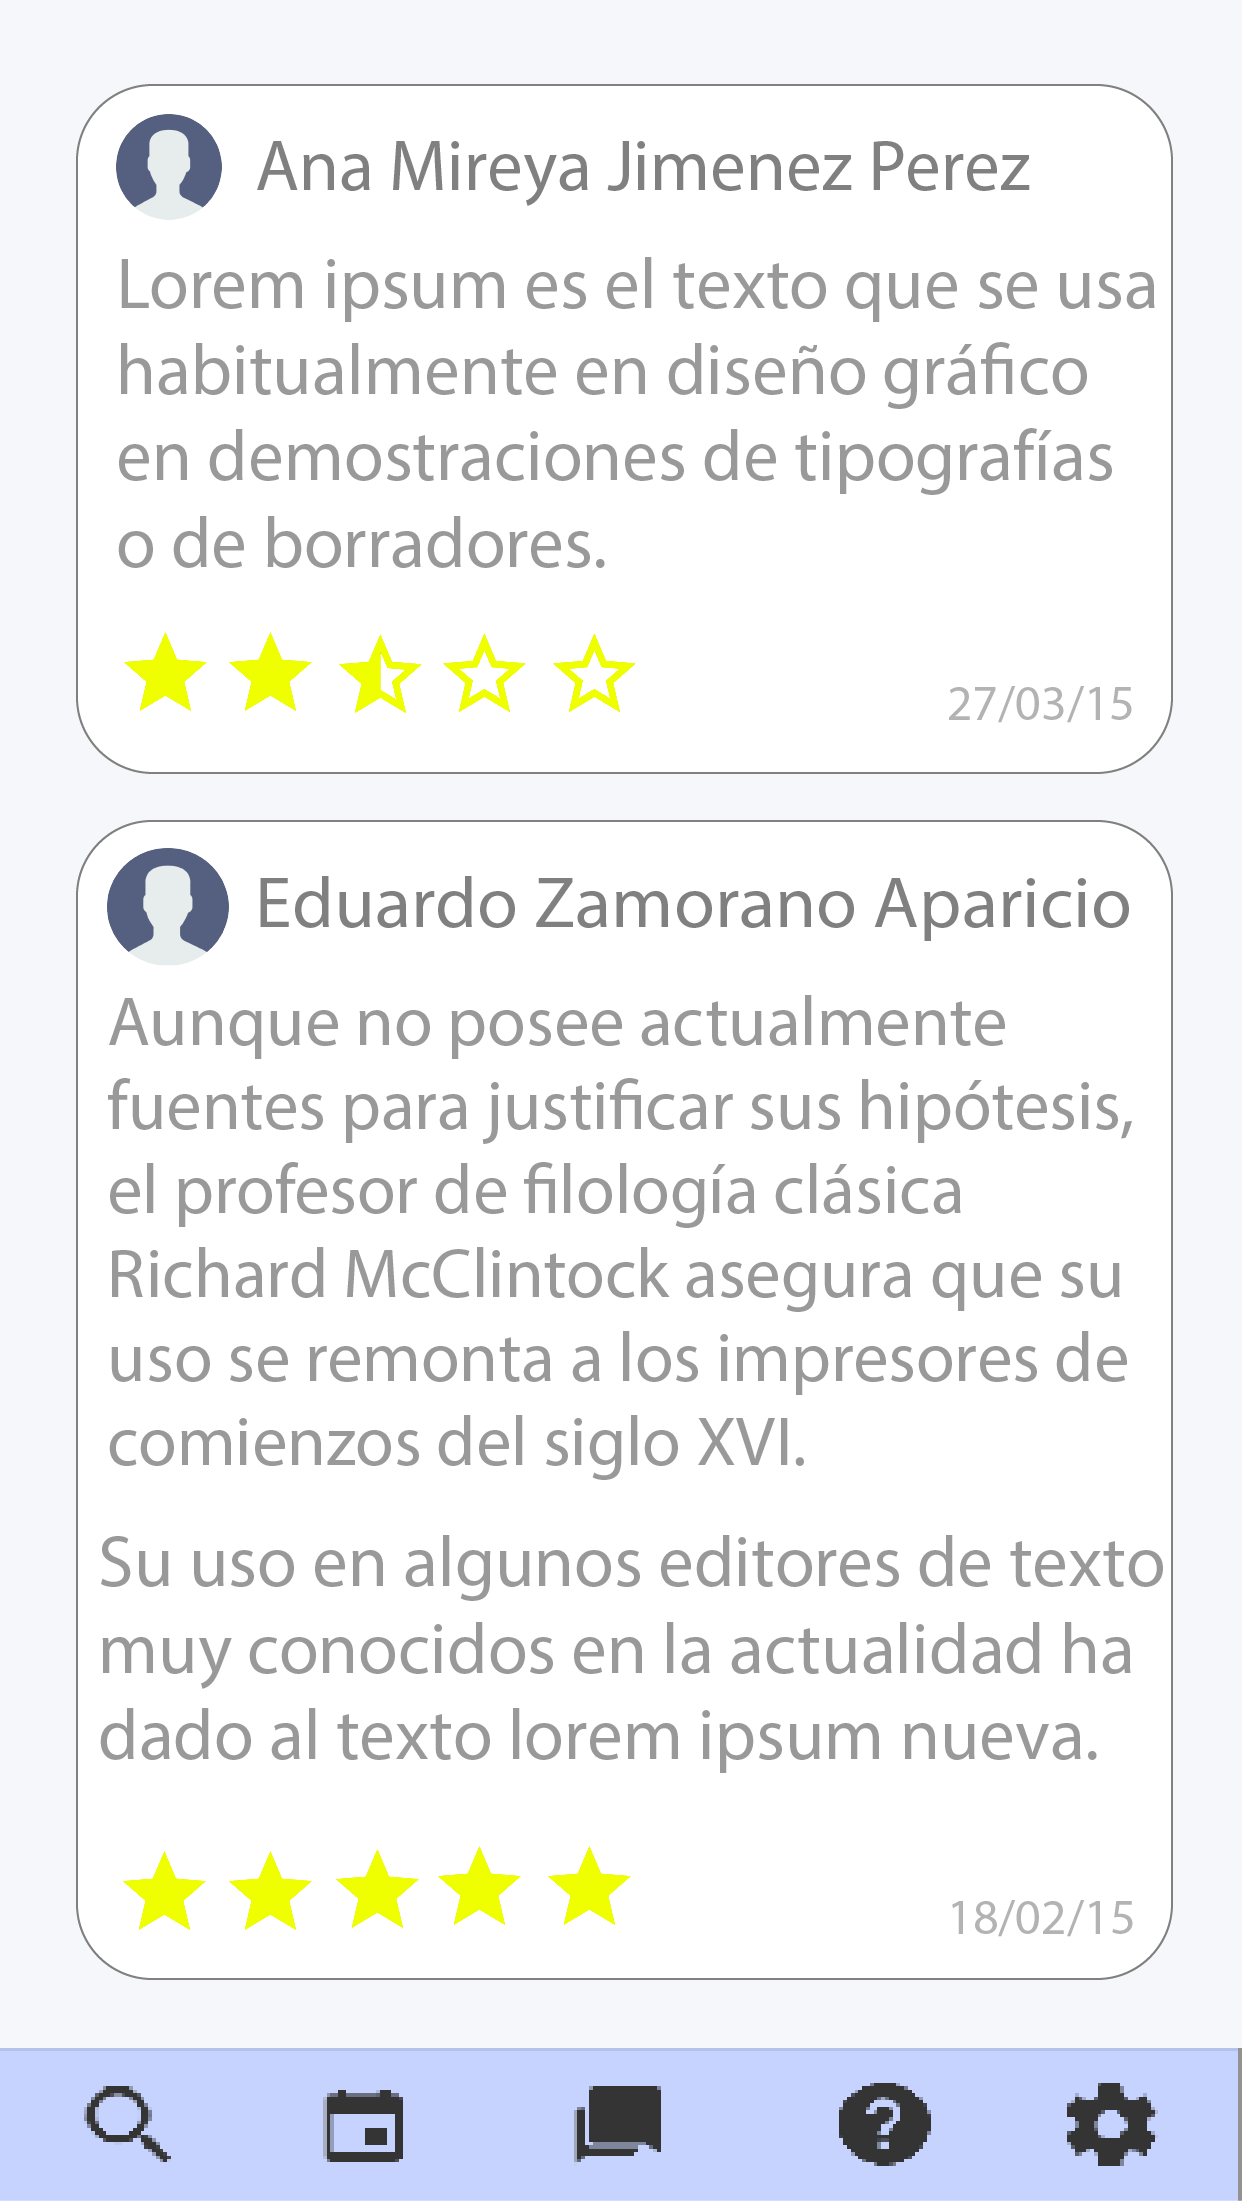 Ana Mireya Jimenez Perez
Lorem ipsum es el texto que se usa
habitualmente en diseño gráfico
en demostraciones de tipografías
o de borradores.
27/03/15
Eduardo Zamorano Aparicio
Aunque no posee actualmente
fuentes para justificar sus hipótesis,
el profesor de filología clásica
Richard McClintock asegura que su
uso se remonta a los impresores de
comienzos del siglo XVI.
Su uso en algunos editores de texto
muy conocidos en la actualidad ha
dado al texto lorem ipsum nueva.
18/02/15